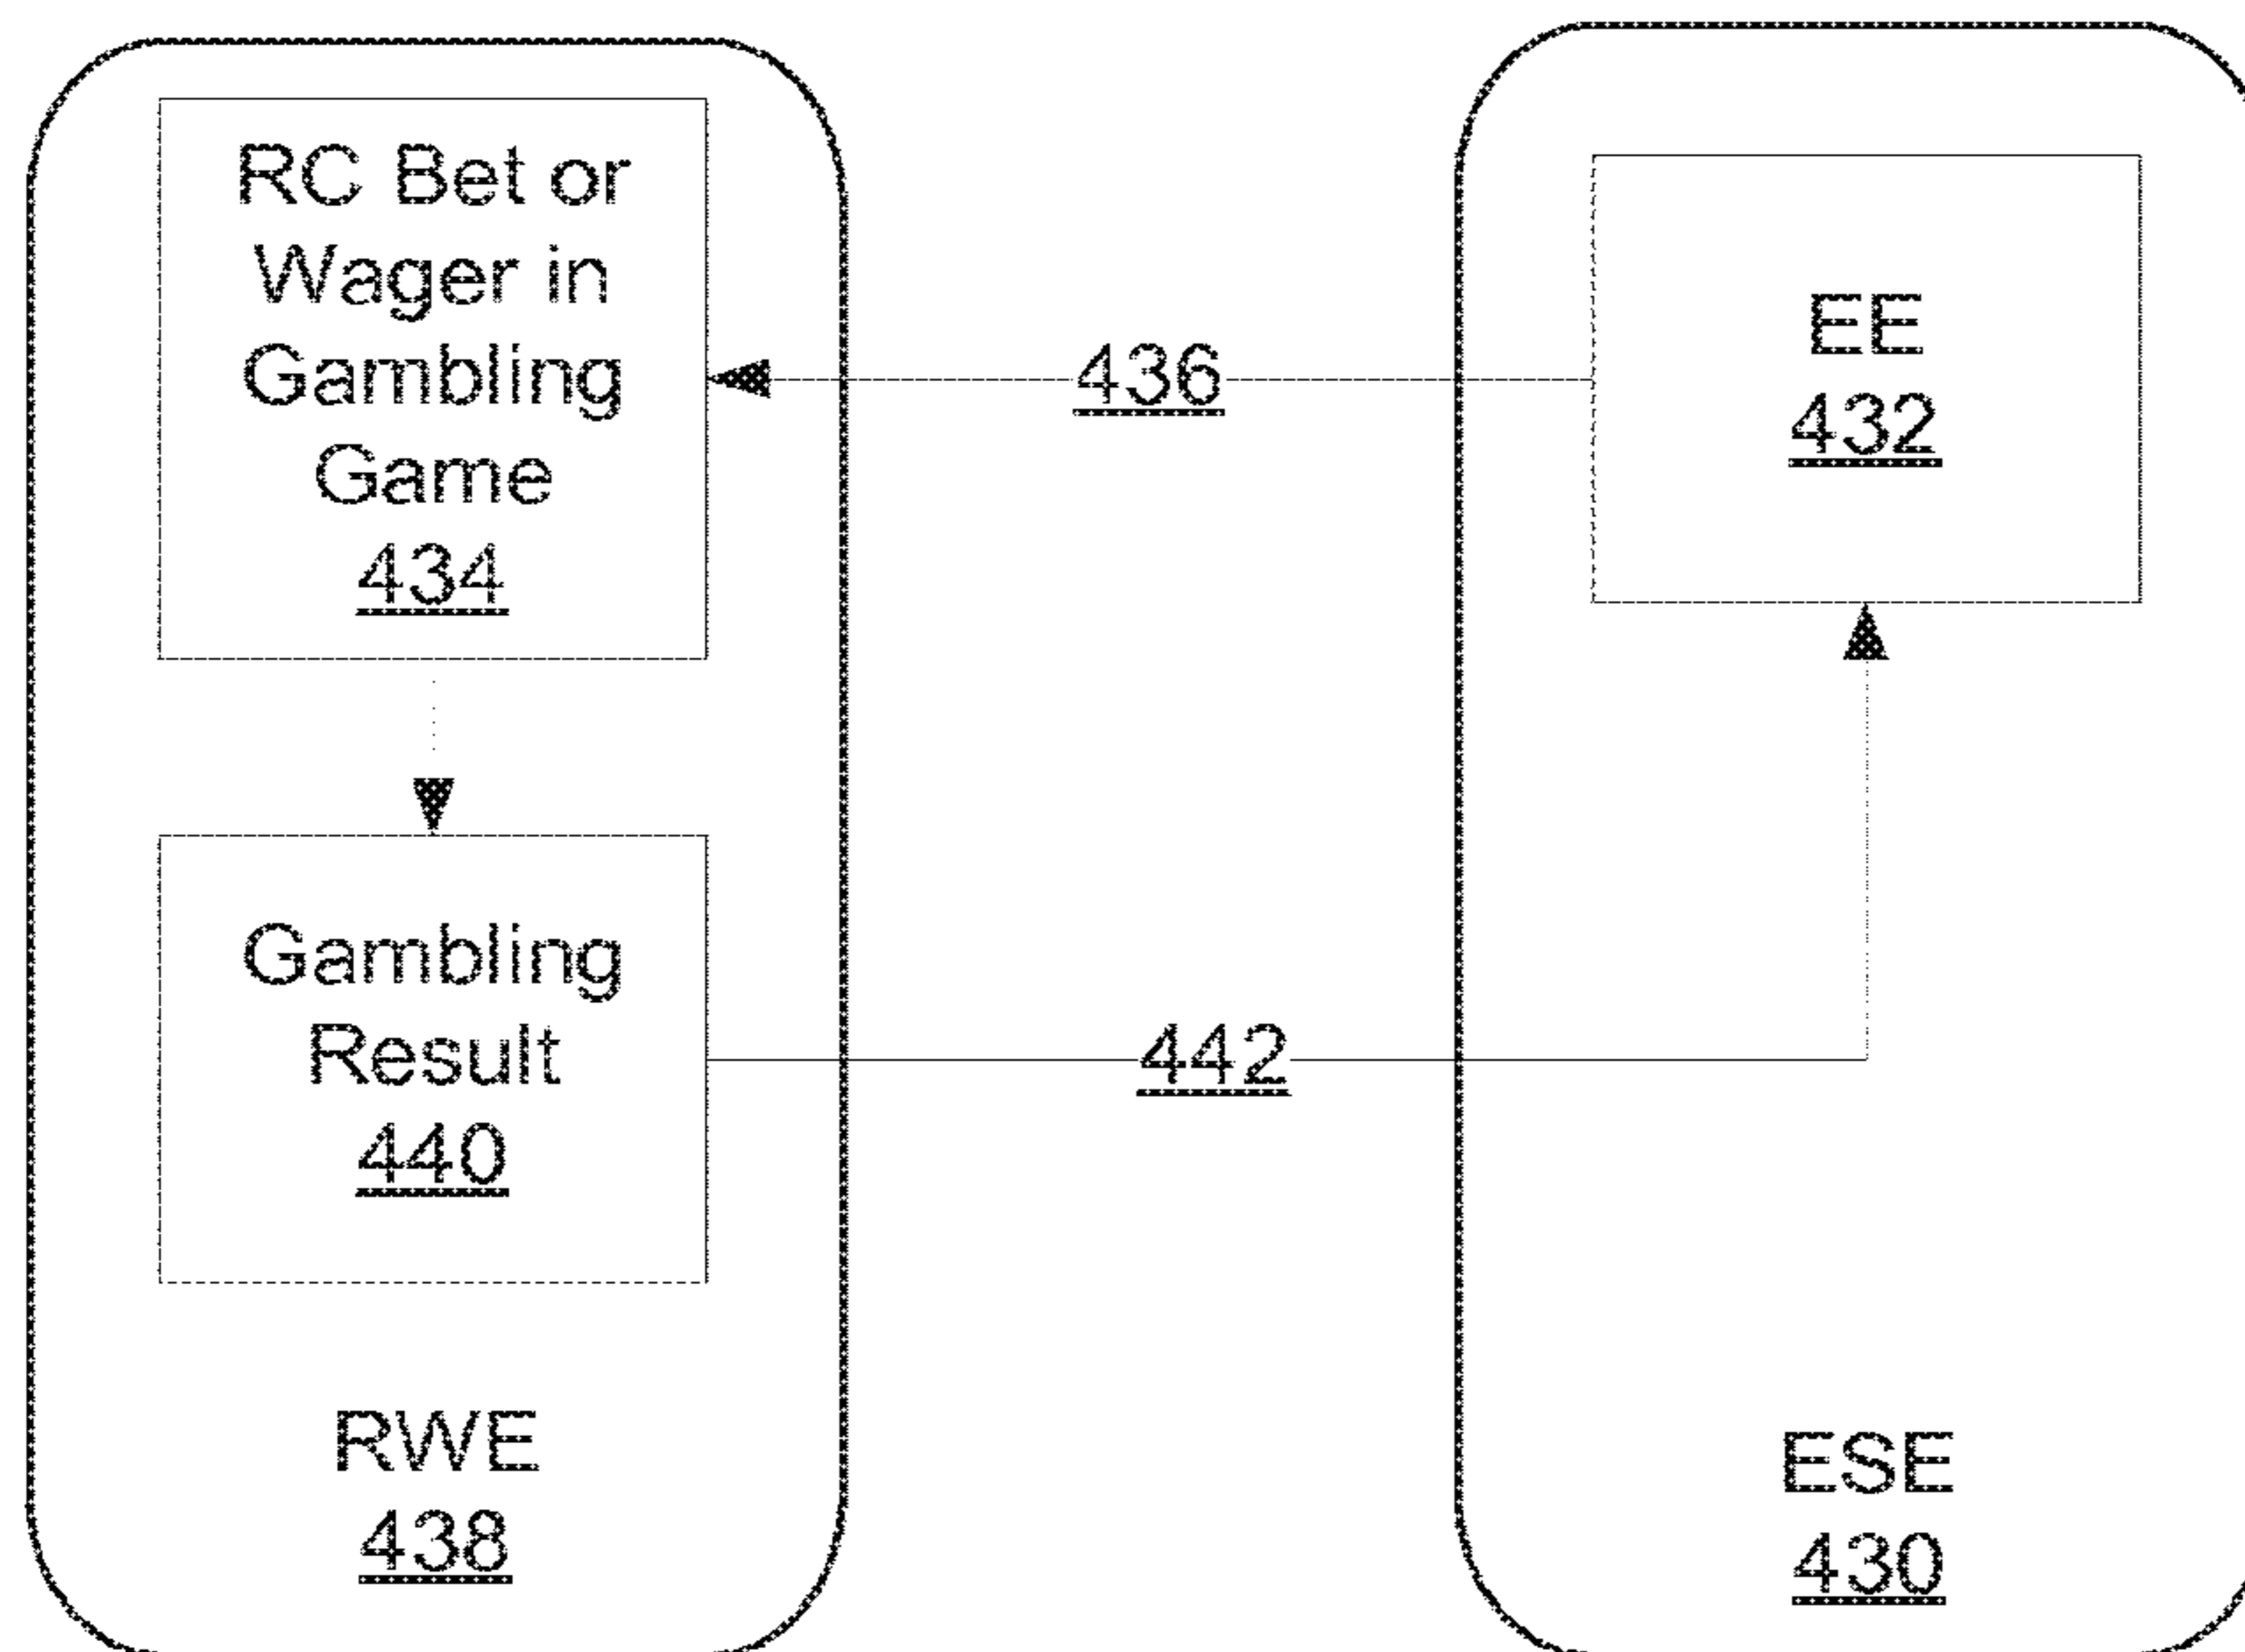 RC Bet or
Wager in
Gambling
Game
434
436
EE
432
Gambling
Result
440
442
RWE
438
ESE
430